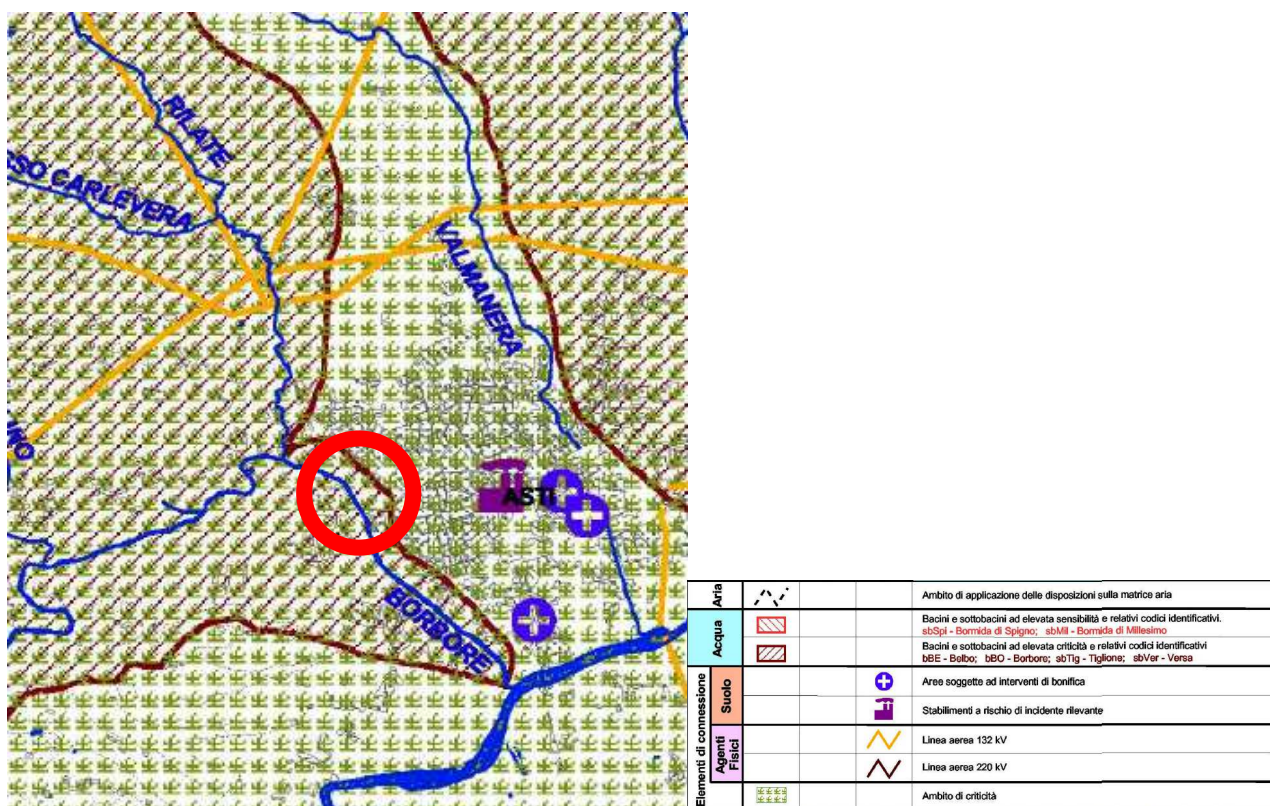 RILATE
SSO CARLEVERA
VALMANERA
NO
ASTI
BORBORE
Aria
Ambito di applicazione delle disposizioni sulla matrice aria
Acqua
Bacini e sottobacini ad elevata sensibilità e relativi codici identificativi.
sbSpi - Bormida di Spigno; sbMil - Bormida di Millesimo
Bacini e sottobacini ad elevata criticità e relativi codici identificativi
bBE - Belbo; bBO - Borboro; sbTig - Tiglione; sbVer - Versa
Elementi di connessione
Suolo
Aree soggette ad interventi di bonifica
Stabilimenti a rischio di incidente rilevante
Agenti
Fisici
Linea aerea 132 kV
Linea aerea 220 kV
Ambito di criticità